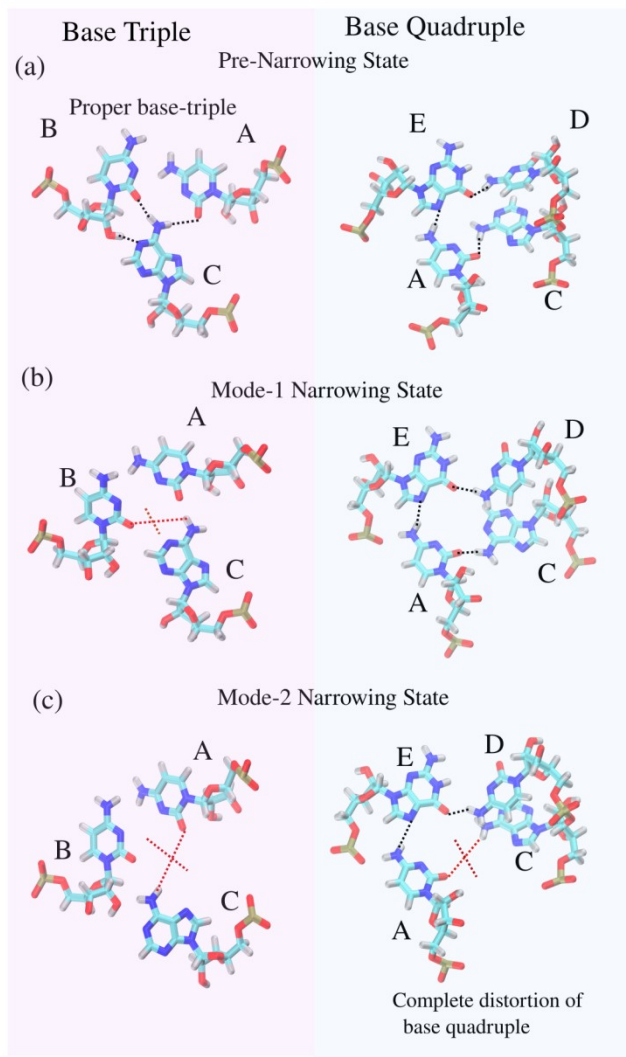 Base Triple
Base Quadruple
(a)
Pre-Narrowing State
Proper base-triple
B
A
C
E
D
A
C
(b)
Mode-1 Narrowing State
A
B
C
E
D
A
C
(c)
Mode-2 Narrowing State
A
B
C
E
D
C
A
Complete distortion of
base quadruple